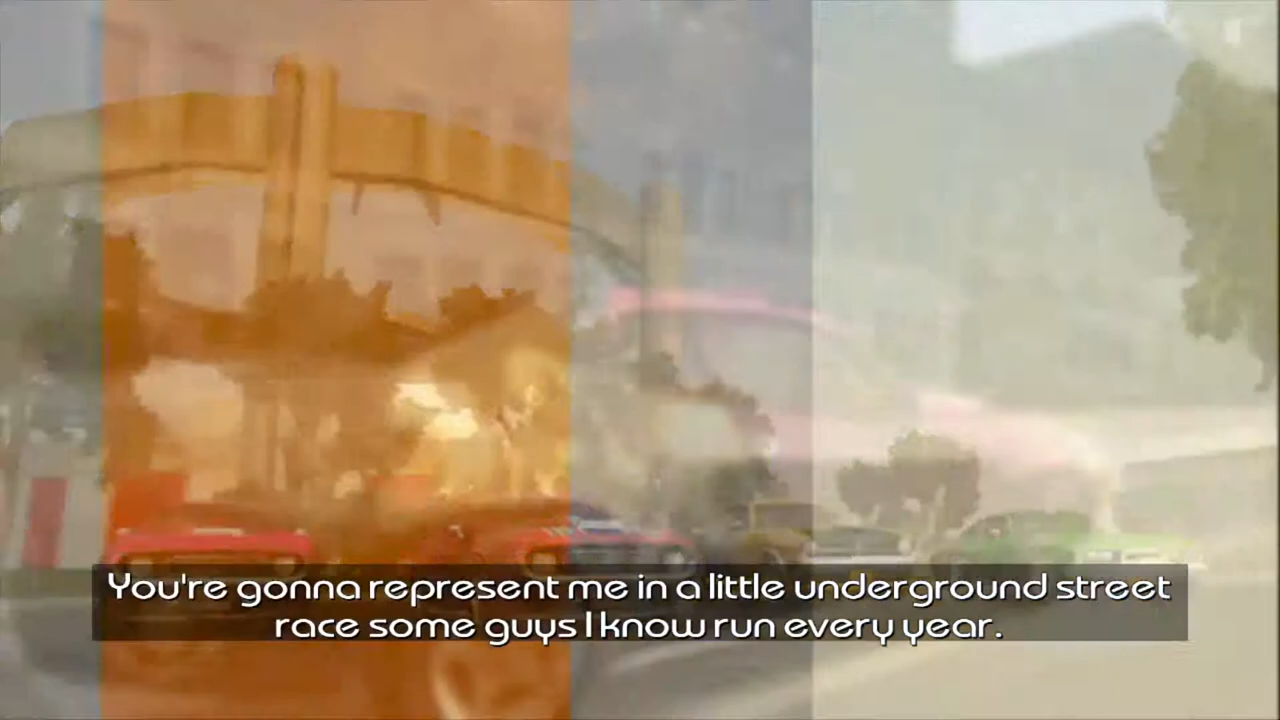 You're gonna represent me in a little underground street
race some guys I know run every year.